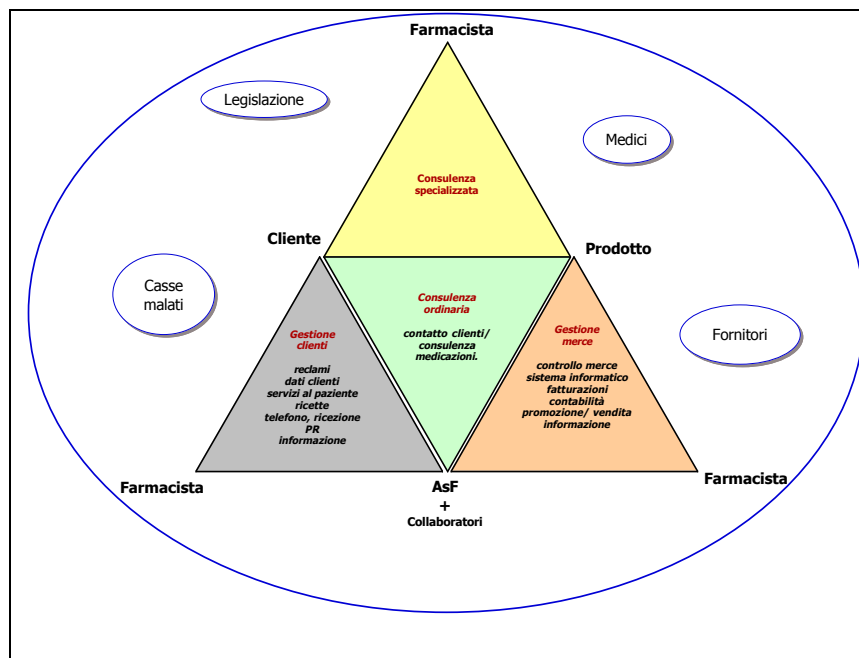 Farmacista
Legislazione
Medici
Consulenza
specializzata
Cliente
Prodotto
Casse
malati
Consulenza
ordinaria
contatto clienti/
consulenza
medicazioni.
Fornitori
Gestione
clienti
reclami
dati clienti
servizi al paziente
ricette
telefono, ricezione
PR
informazione
Gestione
merce
controllo merce
sistema informatico
fatturazioni
contabilità
promozione/ vendita
informazione
Farmacista
AsF
+
Collaboratori
Farmacista